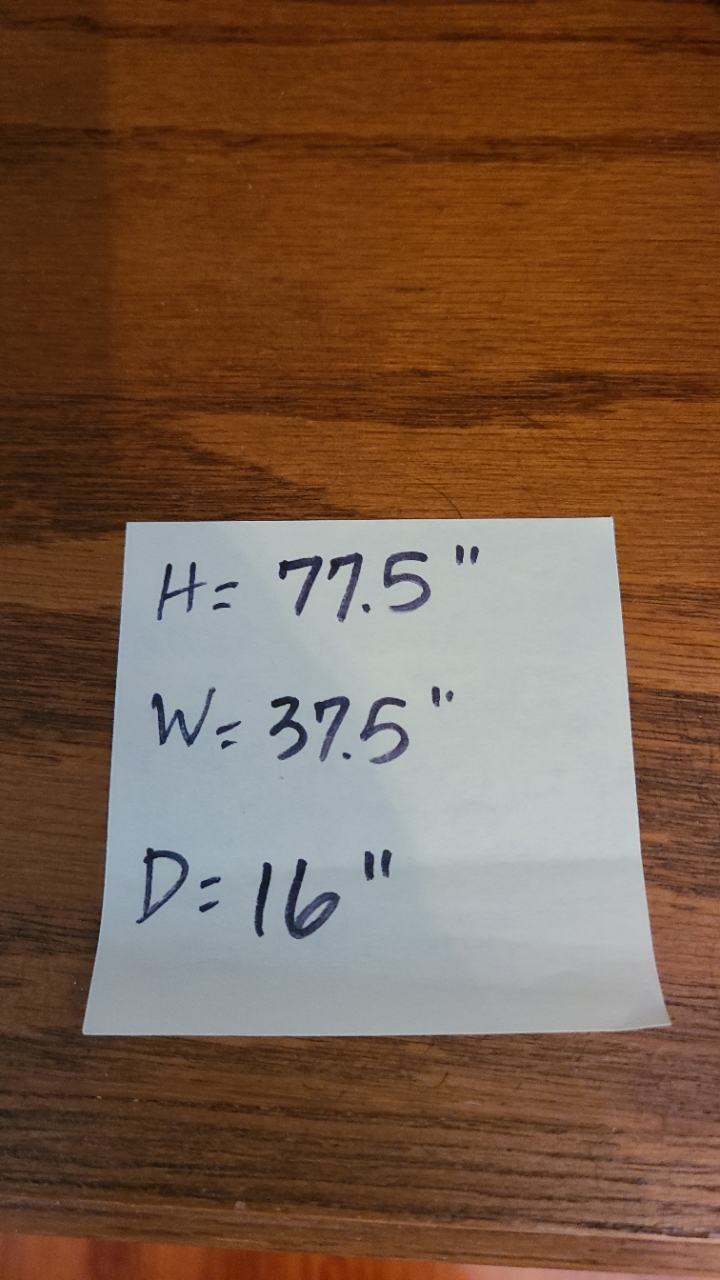 H= 77.5"
W= 37.5"
D= 16"